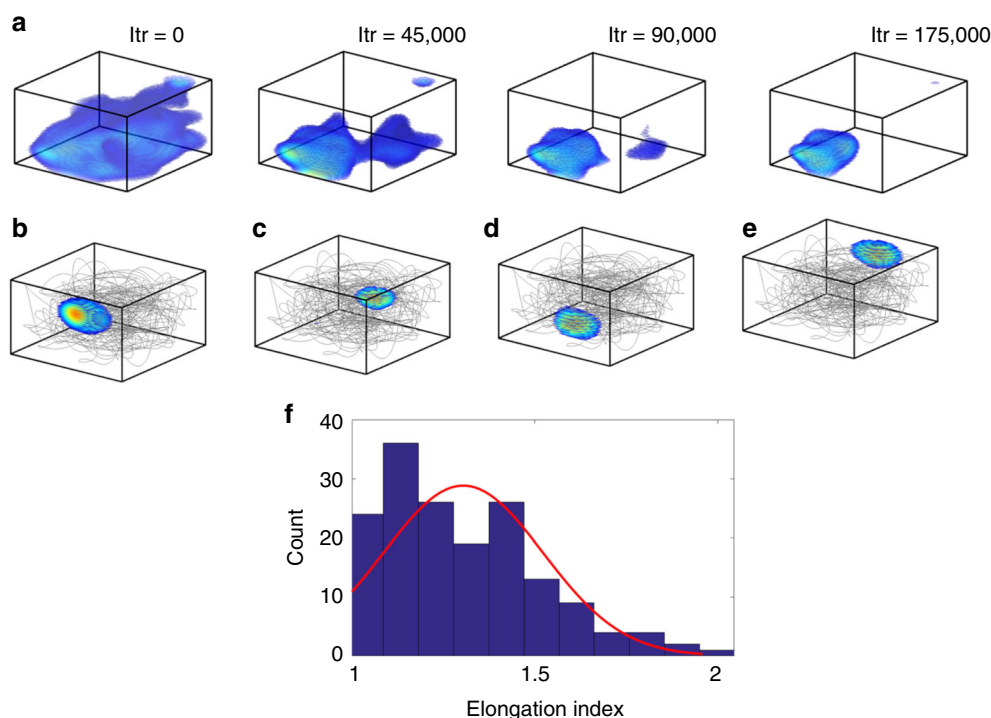 a
Itr = 0
Itr = 45,000
Itr = 90,000
Itr = 175,000
b
c
d
e
f
40
30
20
10
0
Count
1
1.5
2
Elongation index